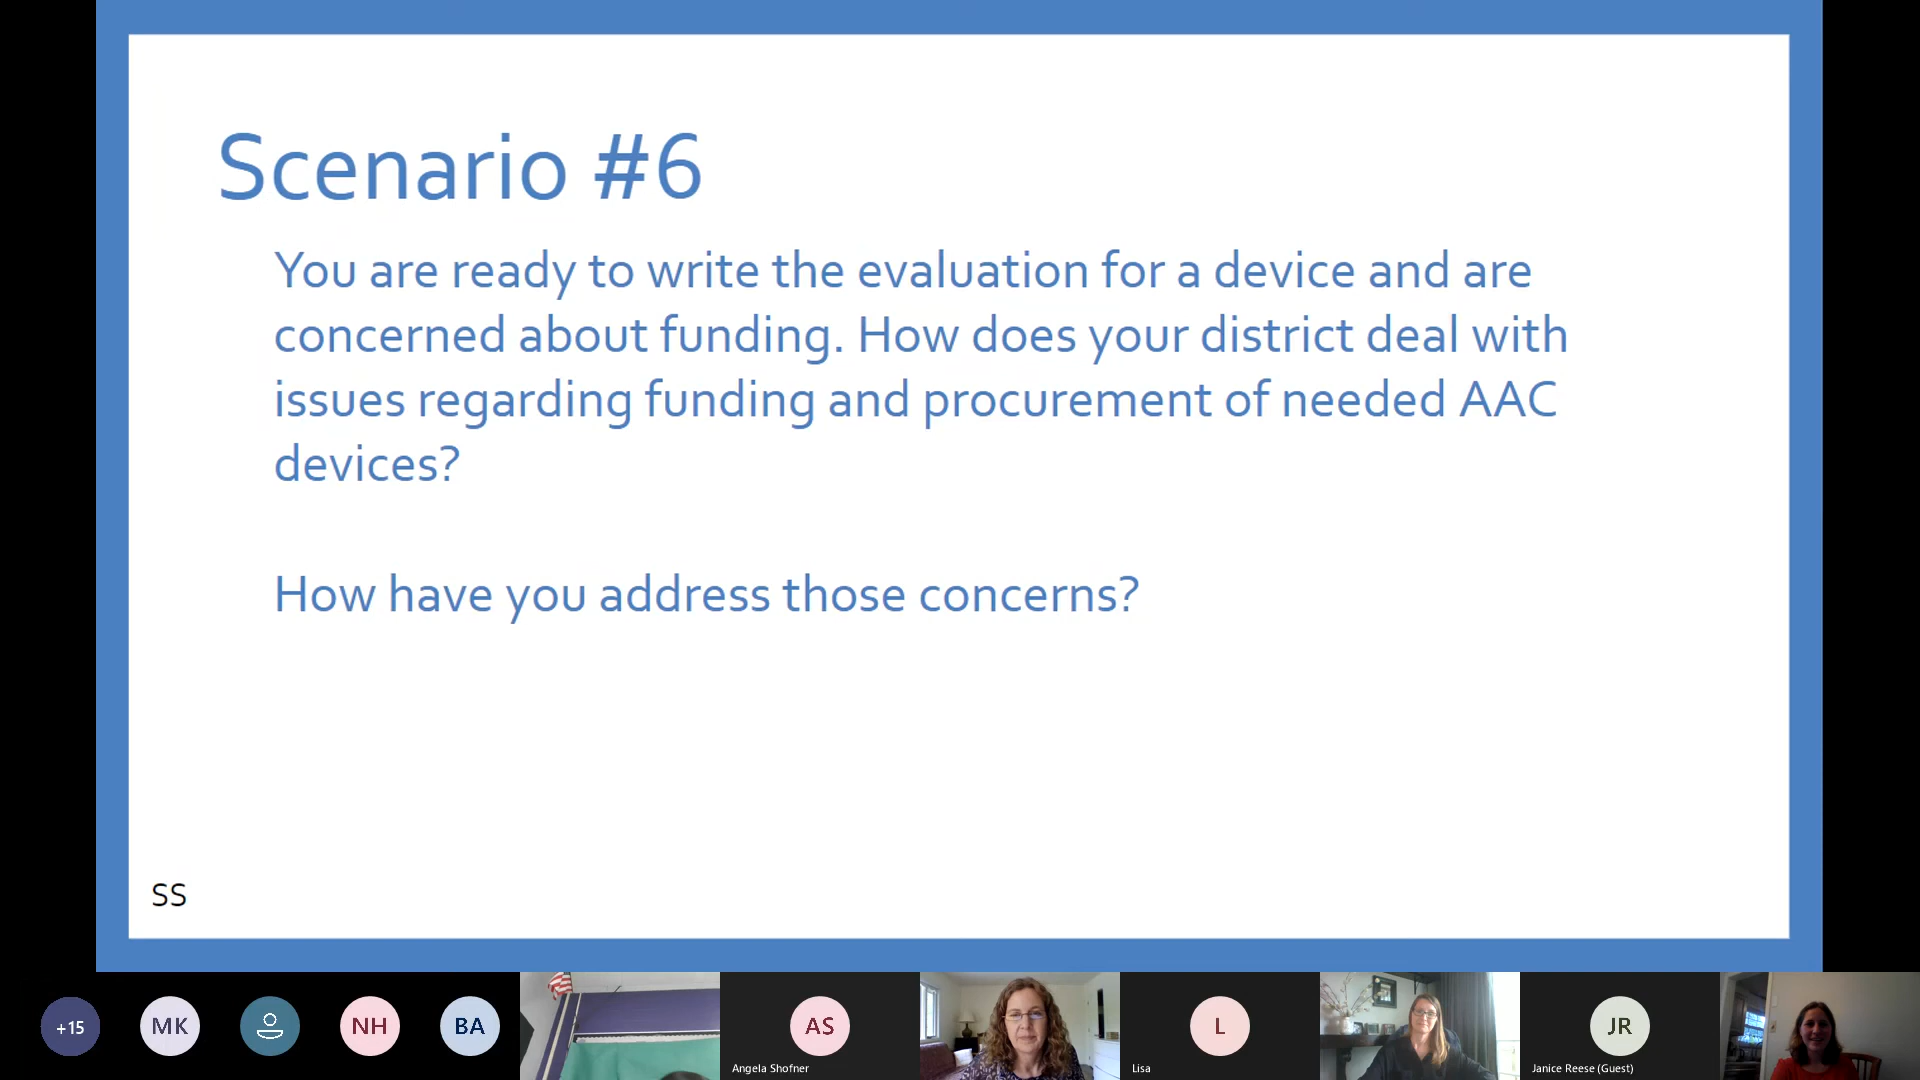 Scenario #6
You are ready to write the evaluation for a device and are
concerned about funding. How does your district deal with
issues regarding funding and procurement of needed AAC
devices?
How have you address those concerns?
SS
+15
MK
NH
BA
AS
Angela Shofner
L
Lisa
JR
Janice Reese (Guest)